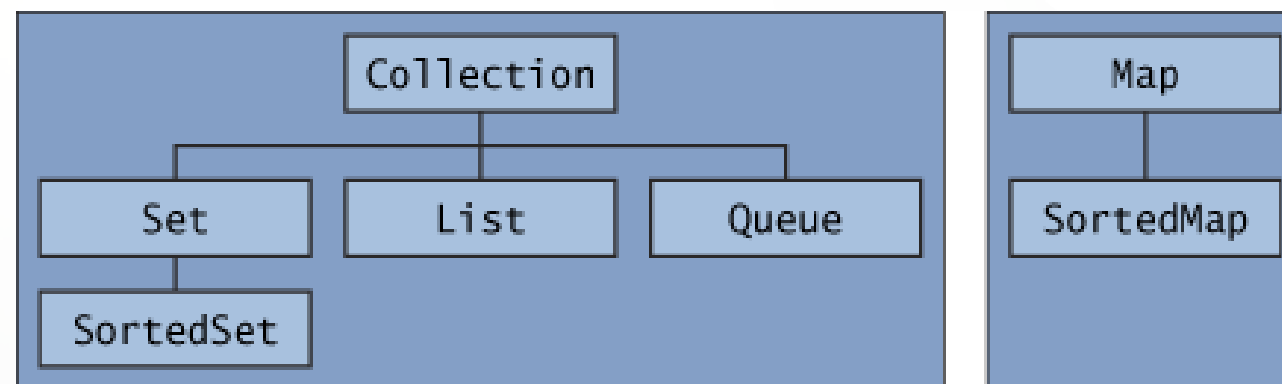 Collection
Map
Set
List
Queue
SortedMap
SortedSet